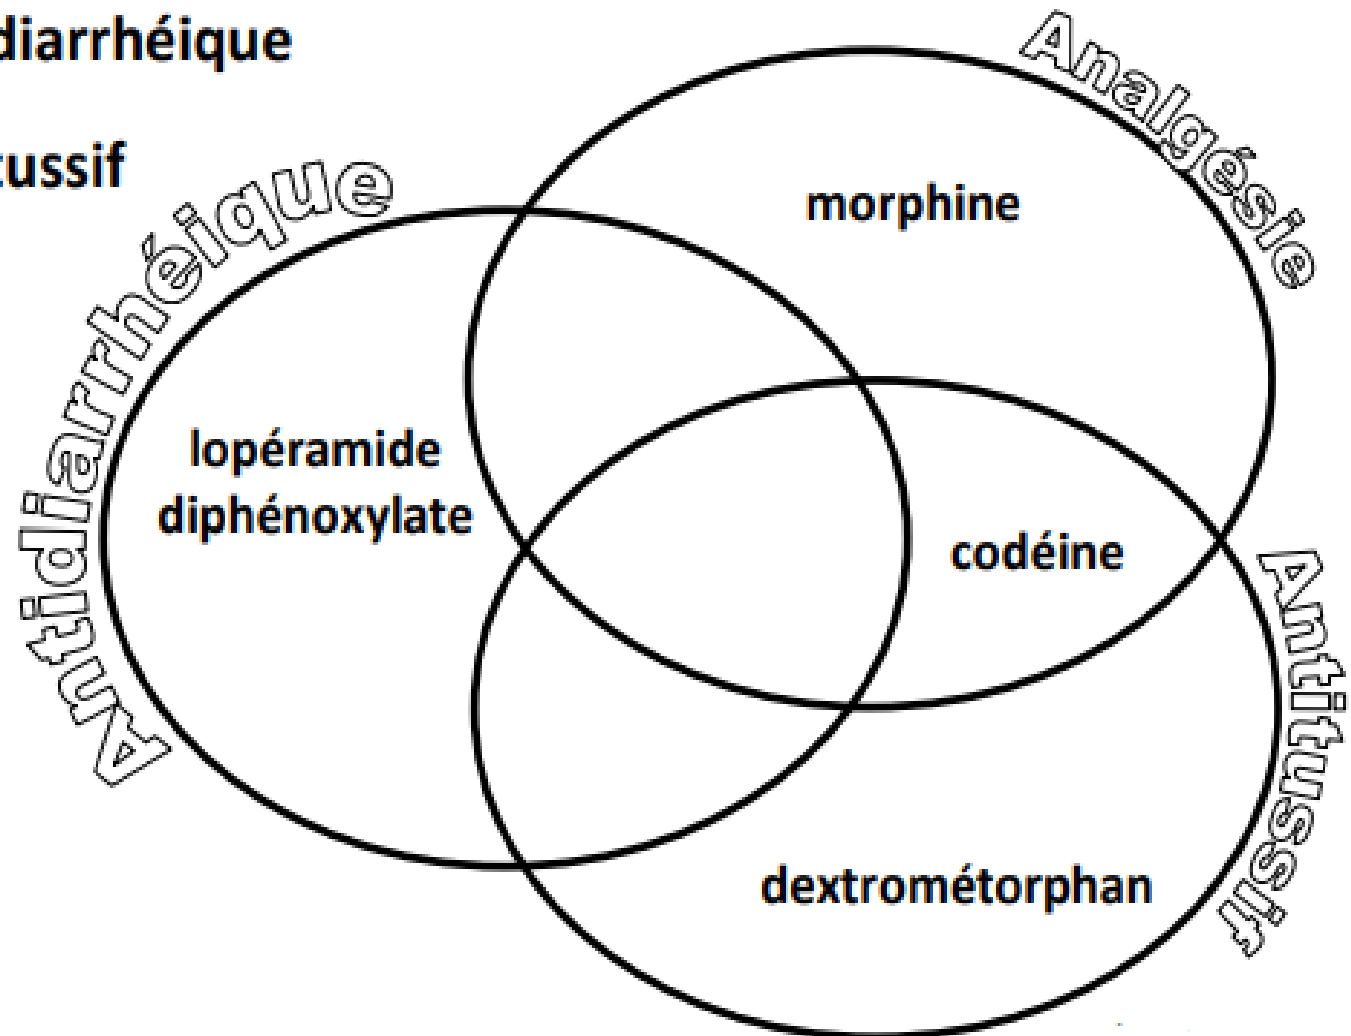 diarrhéique
tussif
Antidiarrhéique
Analgésie
morphine
lopéramide
diphénoxylate
codéine
Antitussif
dextrométorphan